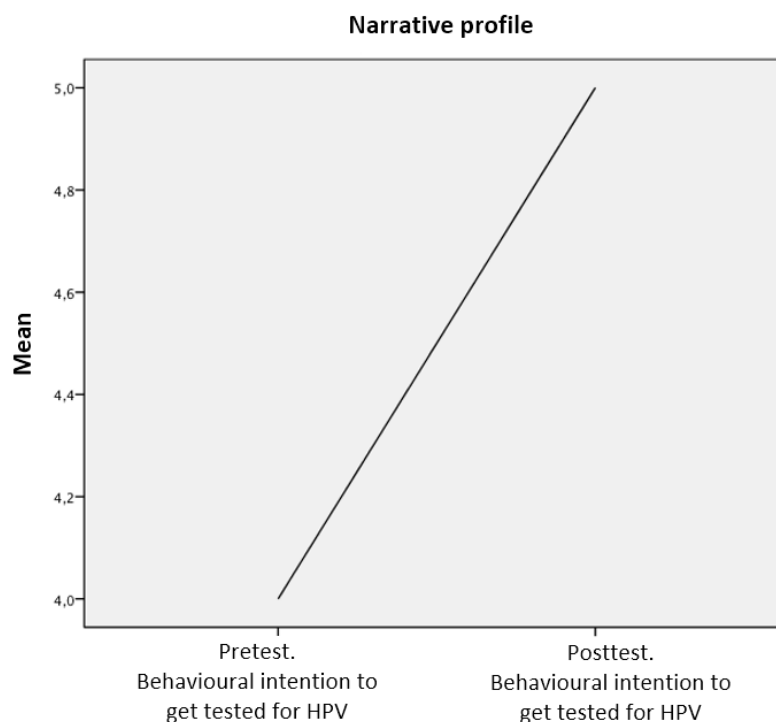 Narrative profile
5,0
4,8
4,6
4,4
4,2
4,0
Mean
Pretest.
Behavioural intention to
get tested for HPV
Posttest.
Behavioural intention to
get tested for HPV